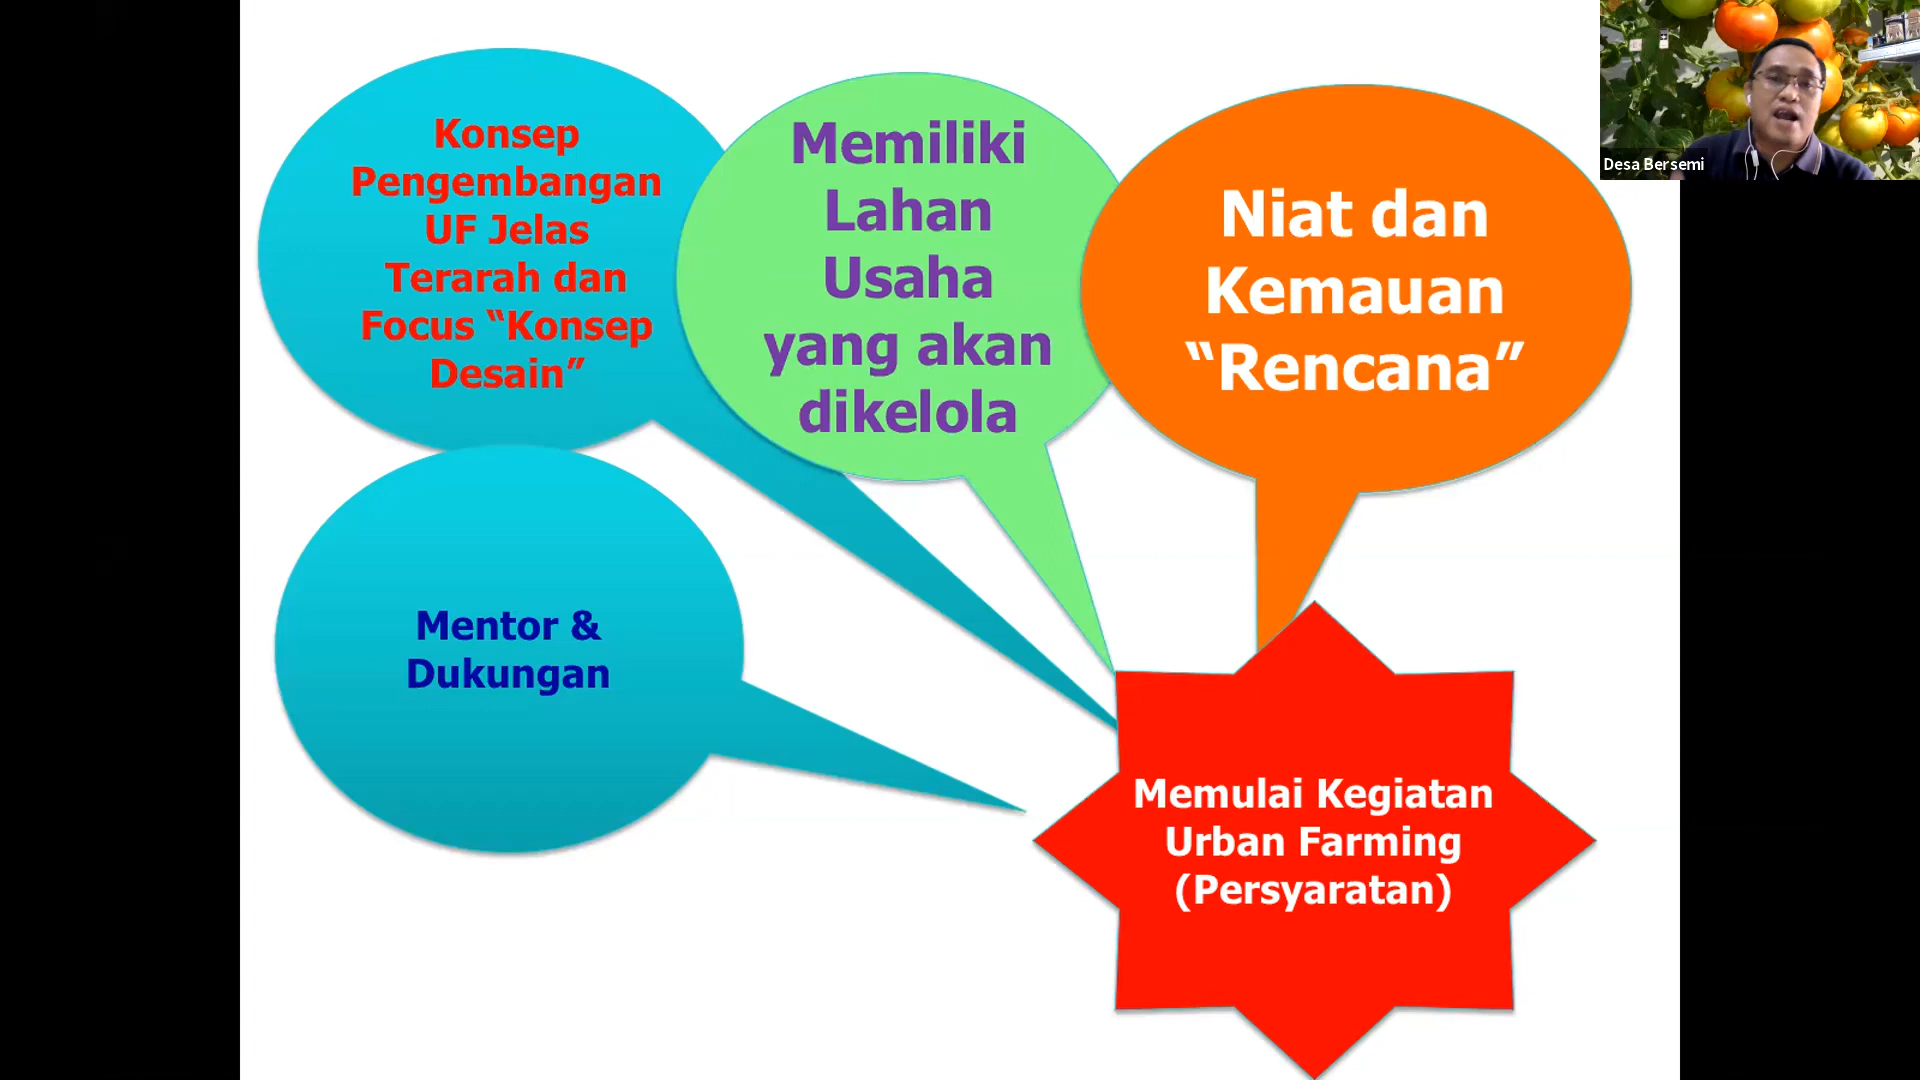 Konsep
Pengembangan
UF Jelas
Terarah dan
Focus “Konsep
Desain”
Memiliki
Lahan
Usaha
yang akan
dikelola
Niat dan
Kemauan
“Rencana”
Desa Bersemi
Mentor &
Dukungan
Memulai Kegiatan
Urban Farming
(Persyaratan)